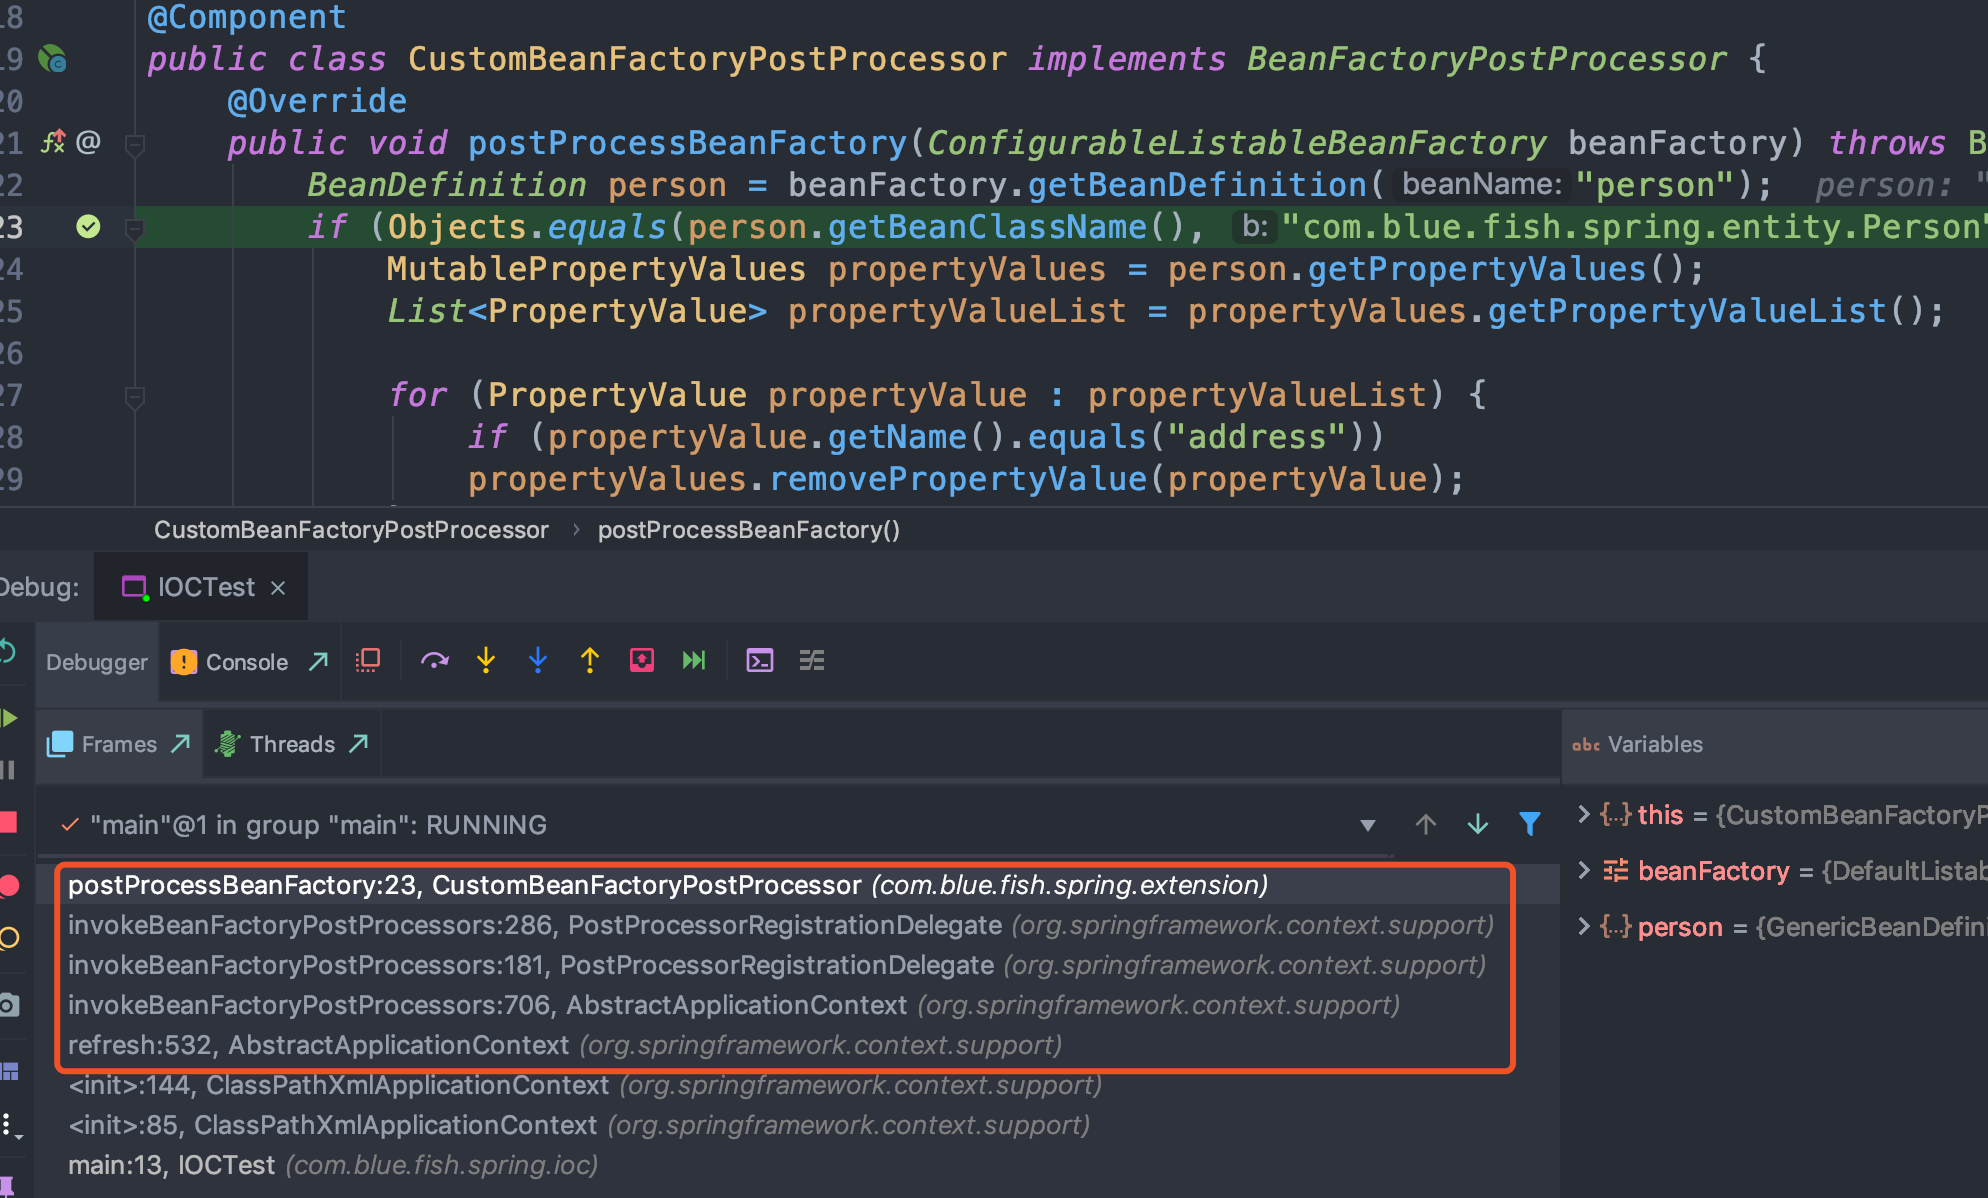 18 @Component
19 public class CustomBeanFactoryPostProcessor implements BeanFactoryPostProcessor {
20 @Override
21 @ public void postProcessBeanFactory(ConfigurableListableBeanFactory beanFactory) throws B
22 BeanDefinition person = beanFactory.getBeanDefinition( beanName: "person"); person: "
23 if (Objects.equals(person.getBeanClassName(), b: "com.blue.fish.spring.entity.Person"
24 MutablePropertyValues propertyValues = person.getPropertyValues();
25 List<PropertyValue> propertyValueList = propertyValues.getPropertyValueList();
26
27 for (PropertyValue propertyValue : propertyValueList) {
28 if (propertyValue.getName().equals("address"))
29 propertyValues.removePropertyValue(propertyValue);
CustomBeanFactoryPostProcessor › postProcessBeanFactory()
Debug: IOCTest ×
Debugger Console
Frames Threads
abc Variables
"main"@1 in group "main": RUNNING
this = {CustomBeanFactoryP
beanFactory = {DefaultListab
person = {GenericBeanDefini
postProcessBeanFactory:23, CustomBeanFactoryPostProcessor (com.blue.fish.spring.extension)
invokeBeanFactoryPostProcessors:286, PostProcessorRegistrationDelegate (org.springframework.context.support)
invokeBeanFactoryPostProcessors:181, PostProcessorRegistrationDelegate (org.springframework.context.support)
invokeBeanFactoryPostProcessors:706, AbstractApplicationContext (org.springframework.context.support)
refresh:532, AbstractApplicationContext (org.springframework.context.support)
<init>:144, ClassPathXmlApplicationContext (org.springframework.context.support)
<init>:85, ClassPathXmlApplicationContext (org.springframework.context.support)
main:13, IOCTest (com.blue.fish.spring.ioc)